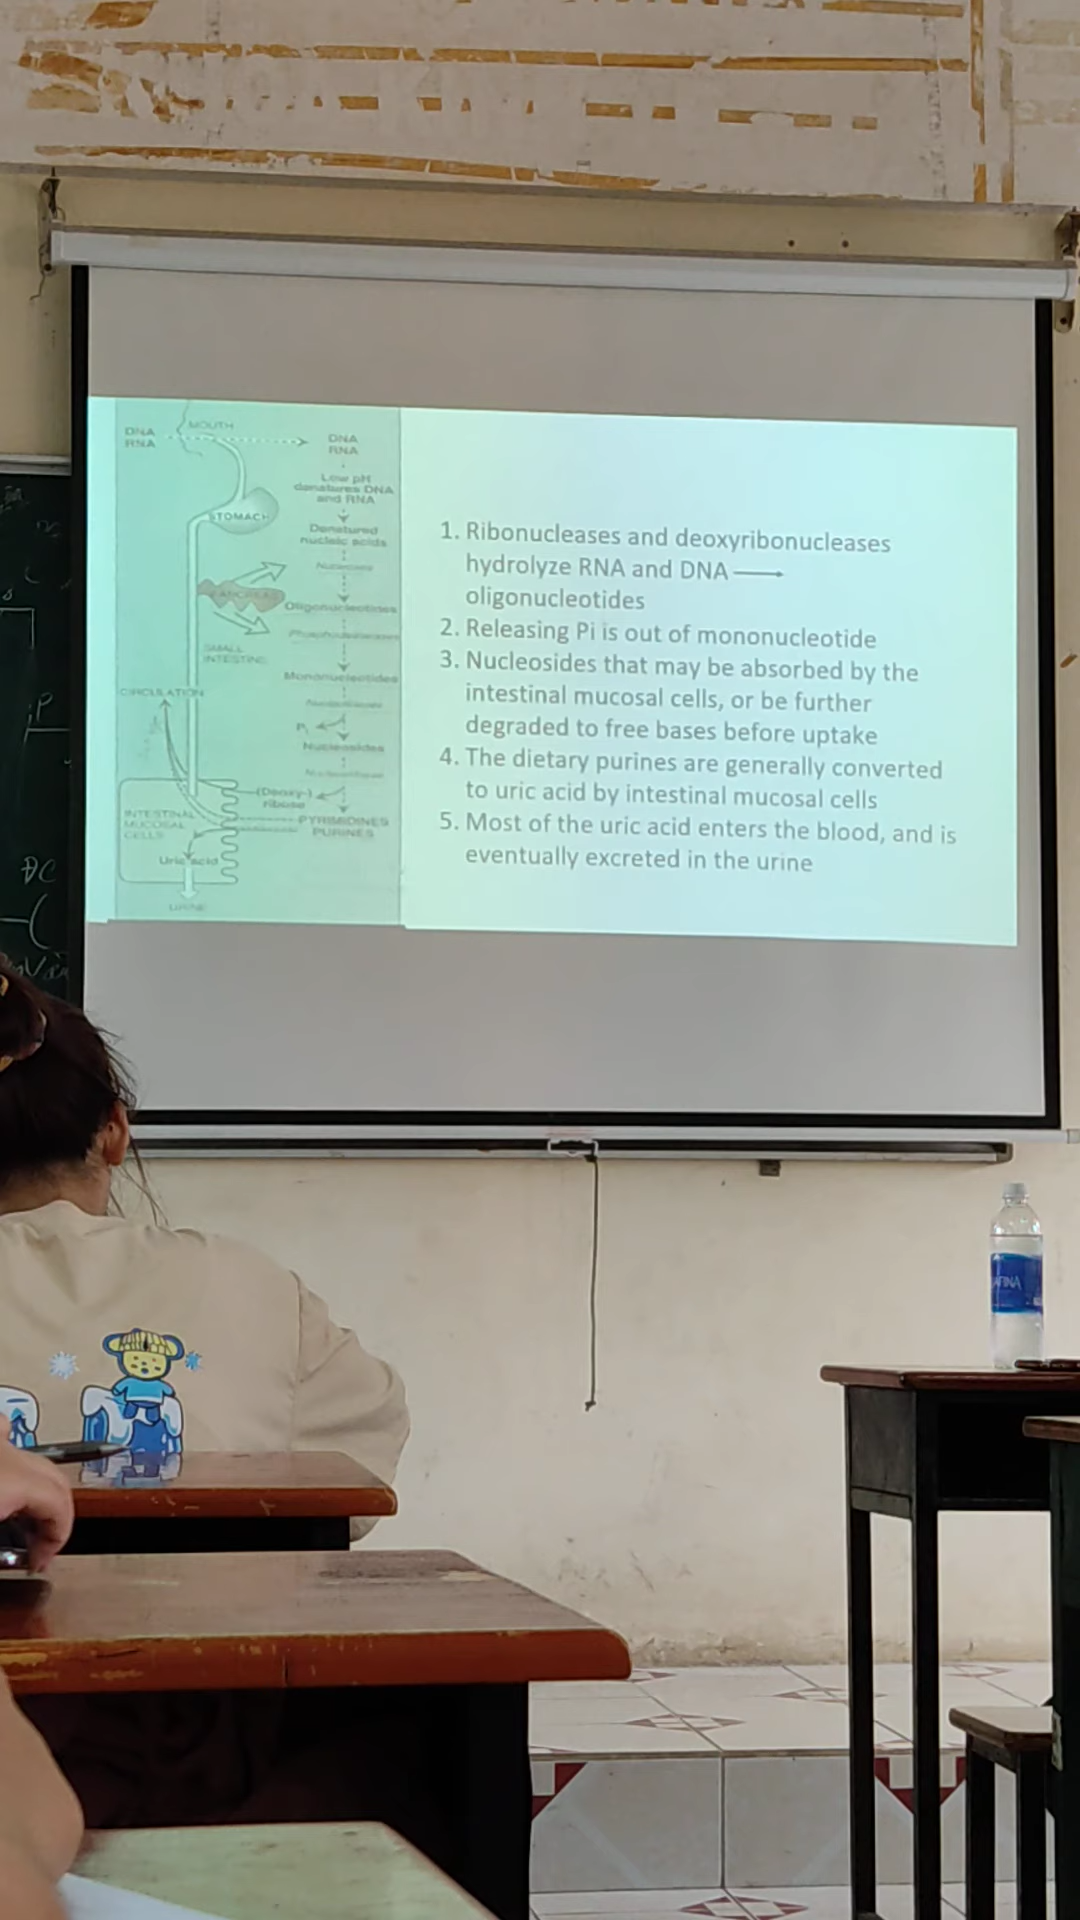 DNA
RNA
MOUTH
DNA
RNA
Low pH
denatures DNA
and RNA
STOMACH
Denatured
nucleic acids
PANCREAS
Oligonucleotides
SMALL
INTESTINE
Mononucleotides
CIRCULATION
Pi
Nucleosides
(Deoxy-)
ribose
INTESTINAL
MUCOSAL
CELLS
PYRIMIDINES
PURINES
Uric acid
URINE
1. Ribonucleases and deoxyribonucleases
hydrolyze RNA and DNA ⟶
oligonucleotides
2. Releasing Pi is out of mononucleotide
3. Nucleosides that may be absorbed by the
intestinal mucosal cells, or be further
degraded to free bases before uptake
4. The dietary purines are generally converted
to uric acid by intestinal mucosal cells
5. Most of the uric acid enters the blood, and is
eventually excreted in the urine
P
ĐC
AFINA